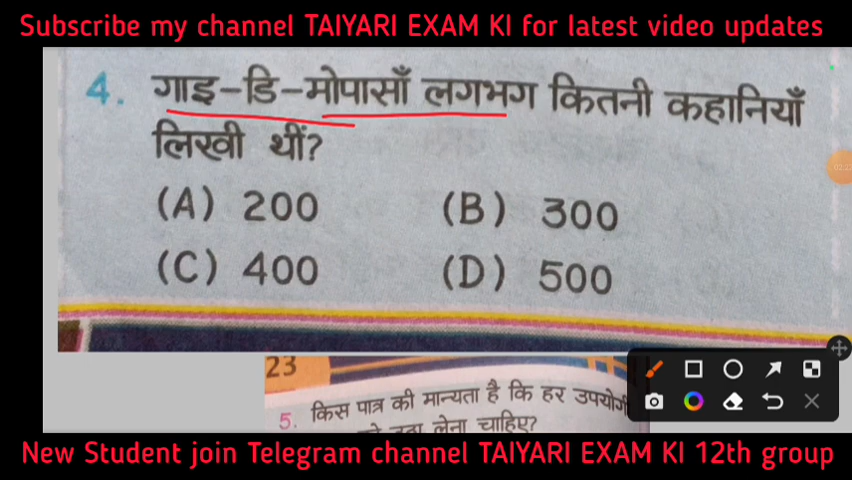 Subscribe my channel TAIYARI EXAM KI for latest video updates
4. गाइ-डि-मोपासाँ लगभग कितनी कहानियाँ
लिखी थीं?
(A) 200 (B) 300
(C) 400 (D) 500
23
5. किस पात्र की मान्यता है कि हर उपयोगी
लेना चाहिए?
New Student join Telegram channel TAIYARI EXAM KI 12th group